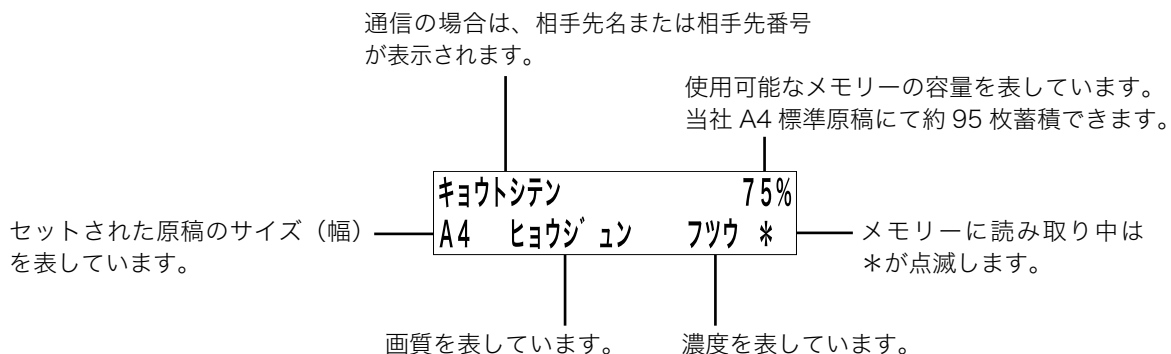 通信の場合は、相手先名または相手先番号
が表示されます。
使用可能なメモリーの容量を表しています。
当社 A4 標準原稿にて約 95 枚蓄積できます。
キョウトシテン 75%
A4 ヒョウジュン フツウ *
セットされた原稿のサイズ（幅）
を表しています。
メモリーに読み取り中は
＊が点滅します。
画質を表しています。
濃度を表しています。